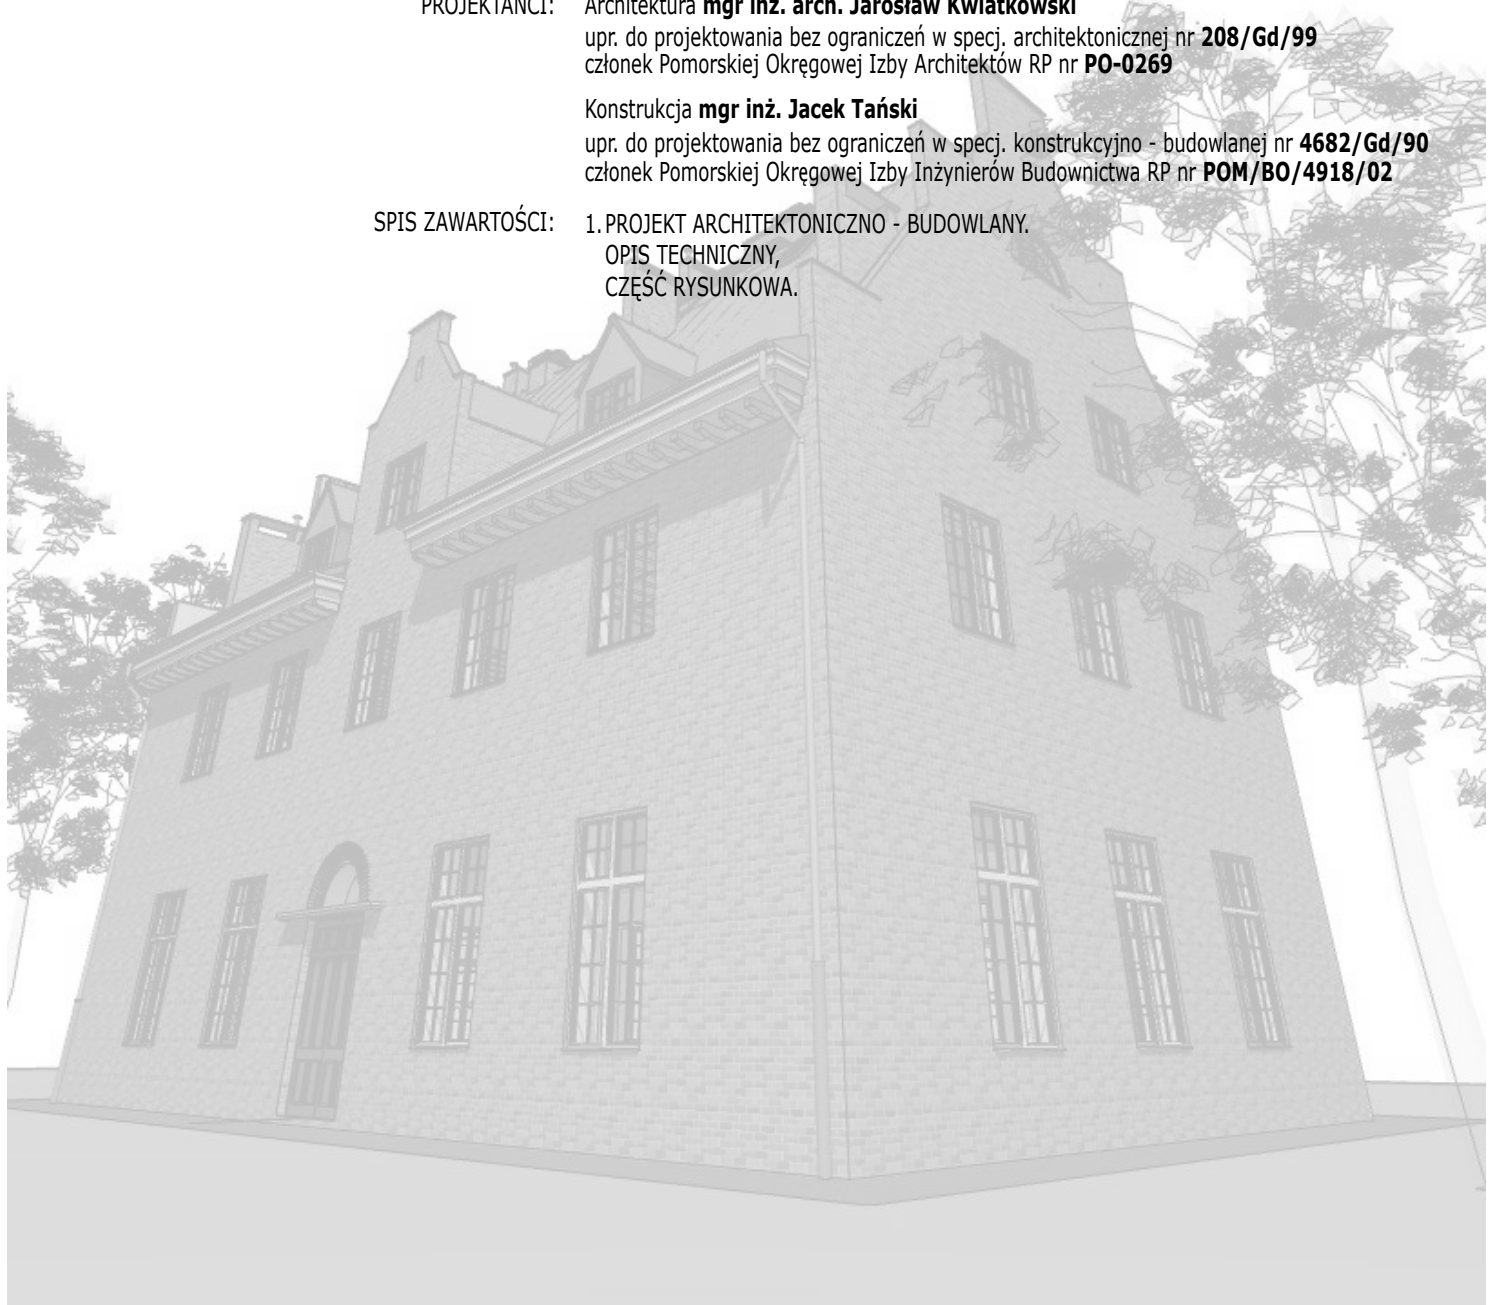 PROJEKTANCI: Architektura mgr inż. arch. Jarosław Kwiatkowski
upr. do projektowania bez ograniczeń w specj. architektonicznej nr 208/Gd/99
członek Pomorskiej Okręgowej Izby Architektów RP nr PO-0269
Konstrukcja mgr inż. Jacek Tański
upr. do projektowania bez ograniczeń w specj. konstrukcyjno - budowlanej nr 4682/Gd/90
członek Pomorskiej Okręgowej Izby Inżynierów Budownictwa RP nr POM/BO/4918/02
SPIS ZAWARTOŚCI: 1. PROJEKT ARCHITEKTONICZNO - BUDOWLANY.
OPIS TECHNICZNY,
CZĘŚĆ RYSUNKOWA.